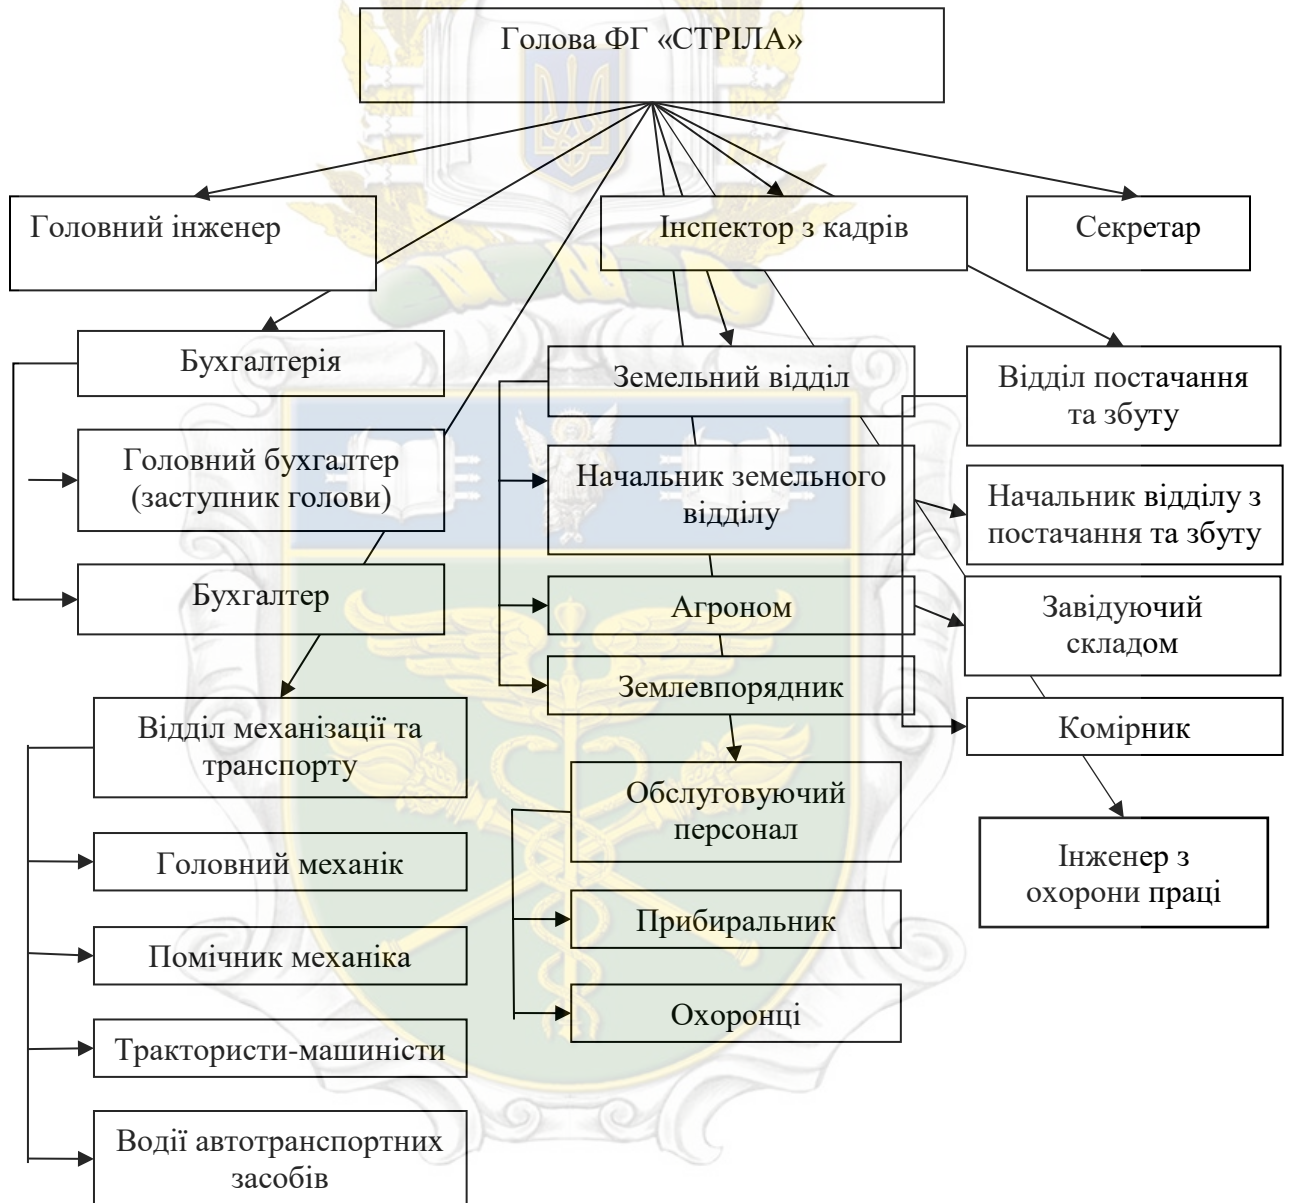 Голова ФГ «СТРІЛА»
Головний інженер
Інспектор з кадрів
Секретар
Бухгалтерія
Земельний відділ
Відділ постачання
та збуту
Головний бухгалтер
(заступник голови)
Начальник земельного
відділу
Начальник відділу з
постачання та збуту
Бухгалтер
Агроном
Завідуючий
складом
Землевпорядник
Комірник
Відділ механізації та
транспорту
Обслуговуючий
персонал
Інженер з
охорони праці
Головний механік
Прибиральник
Помічник механіка
Охоронці
Трактористи-машиністи
Водії автотранспортних
засобів